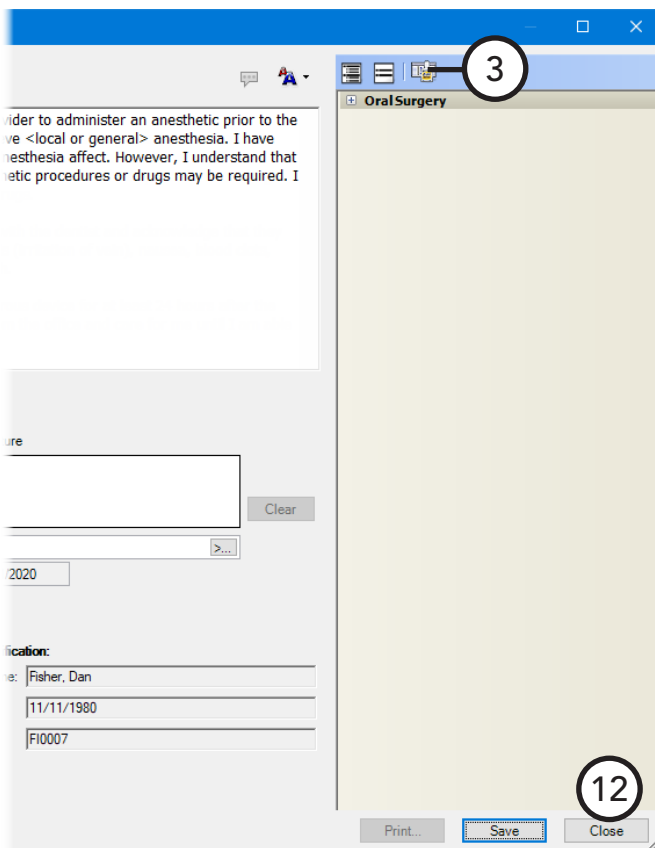 3
Oral Surgery
vider to administer an anesthetic prior to the
ve <local or general> anesthesia. I have
nesthesia affect. However, I understand that
netic procedures or drugs may be required. I
ure
Clear
>...
/2020
fication:
e: Fisher, Dan
11/11/1980
FI0007
12
Print... Save Close